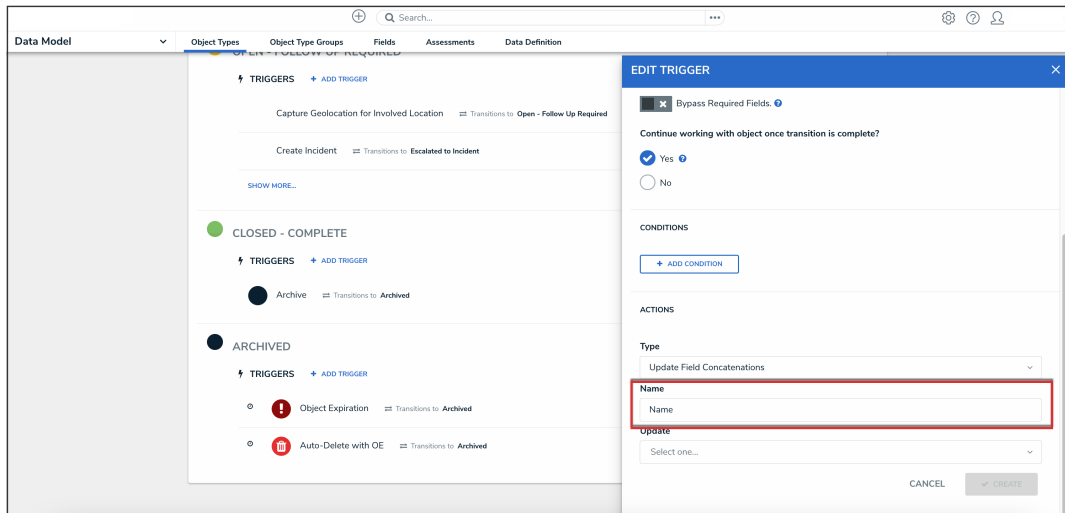 Search...
Data Model
Object Types Object Type Groups Fields Assessments Data Definition
OPEN - FOLLOW UP REQUIRED
TRIGGERS + ADD TRIGGER
Capture Geolocation for Involved Location Transitions to Open - Follow Up Required
Create Incident Transitions to Escalated to Incident
SHOW MORE...
CLOSED - COMPLETE
TRIGGERS + ADD TRIGGER
Archive Transitions to Archived
ARCHIVED
TRIGGERS + ADD TRIGGER
Object Expiration Transitions to Archived
Auto-Delete with OE Transitions to Archived
EDIT TRIGGER
Bypass Required Fields.
Continue working with object once transition is complete?
Yes
No
CONDITIONS
+ ADD CONDITION
ACTIONS
Type
Update Field Concatenations
Name
Name
Update
Select one...
CANCEL CREATE